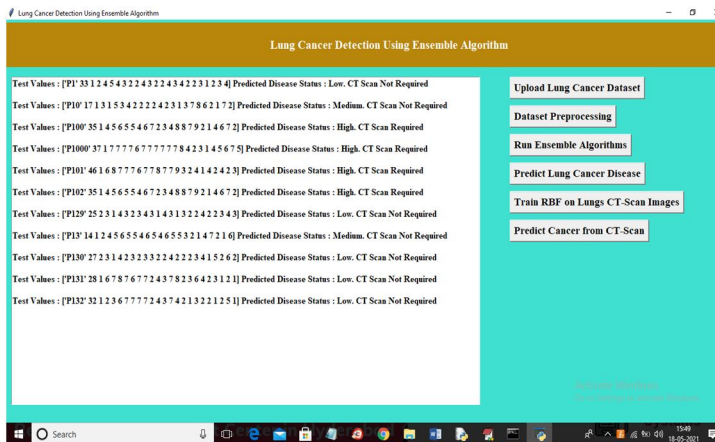 Lung Cancer Detection Using Ensemble Algorithm
Lung Cancer Detection Using Ensemble Algorithm
Test Values : ['P1' 33 1 2 4 5 4 3 2 2 4 3 2 2 4 3 4 2 2 3 1 2 3 4] Predicted Disease Status : Low. CT Scan Not Required
Test Values : ['P10' 17 1 3 1 5 3 4 2 2 2 2 4 2 3 1 3 7 8 6 2 1 7 2] Predicted Disease Status : Medium. CT Scan Not Required
Test Values : ['P100' 35 1 4 5 6 5 5 4 6 7 2 3 4 8 8 7 9 2 1 4 6 7 2] Predicted Disease Status : High. CT Scan Required
Test Values : ['P1000' 37 1 7 7 7 7 6 7 7 7 7 7 7 8 4 2 3 1 4 5 6 7 5] Predicted Disease Status : High. CT Scan Required
Test Values : ['P101' 46 1 6 8 7 7 7 6 7 7 8 7 7 9 3 2 4 1 4 2 4 2 3] Predicted Disease Status : High. CT Scan Required
Test Values : ['P102' 35 1 4 5 6 5 5 4 6 7 2 3 4 8 8 7 9 2 1 4 6 7 2] Predicted Disease Status : High. CT Scan Required
Test Values : ['P129' 25 2 3 1 4 3 2 3 4 3 1 4 3 1 3 2 2 4 2 2 3 4 3] Predicted Disease Status : Low. CT Scan Not Required
Test Values : ['P13' 14 1 2 4 5 6 5 5 4 6 5 4 6 5 5 3 2 1 4 7 2 1 6] Predicted Disease Status : Medium. CT Scan Not Required
Test Values : ['P130' 27 2 3 1 4 2 3 2 3 3 2 2 4 2 2 2 3 4 1 5 2 6 2] Predicted Disease Status : Low. CT Scan Not Required
Test Values : ['P131' 28 1 6 7 8 7 6 7 7 2 4 3 7 8 2 3 6 4 2 3 1 2 1] Predicted Disease Status : Low. CT Scan Not Required
Test Values : ['P132' 32 1 2 3 6 7 7 7 7 2 4 3 7 4 2 1 3 2 2 1 2 5 1] Predicted Disease Status : Low. CT Scan Not Required
Upload Lung Cancer Dataset
Dataset Preprocessing
Run Ensemble Algorithms
Predict Lung Cancer Disease
Train RBF on Lungs CT-Scan Images
Predict Cancer from CT-Scan
Search
15:49
18-05-2021